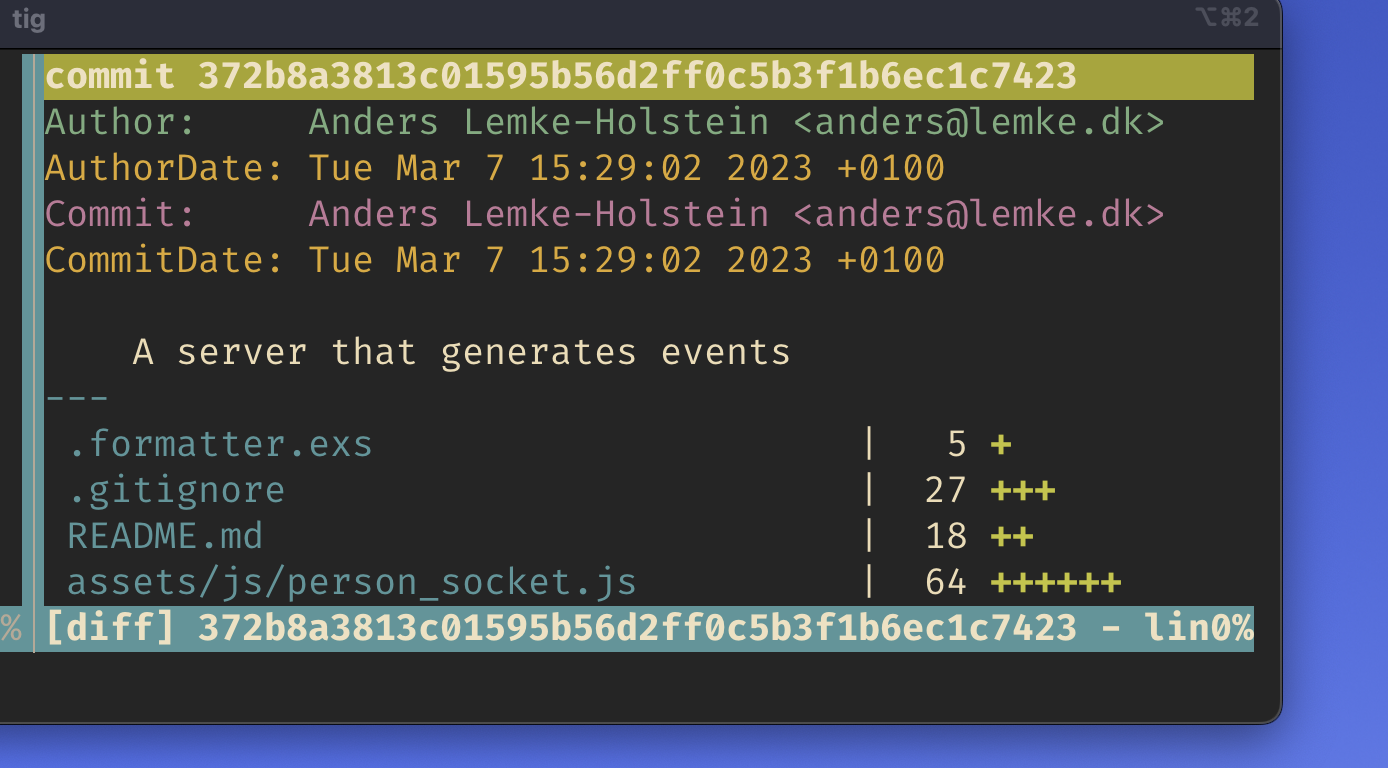 tig ⌥⌘2
commit 372b8a3813c01595b56d2ff0c5b3f1b6ec1c7423
Author:     Anders Lemke-Holstein <anders@lemke.dk>
AuthorDate: Tue Mar 7 15:29:02 2023 +0100
Commit:     Anders Lemke-Holstein <anders@lemke.dk>
CommitDate: Tue Mar 7 15:29:02 2023 +0100
A server that generates events
---
.formatter.exs | 5 +
.gitignore | 27 +++
README.md | 18 ++
assets/js/person_socket.js | 64 ++++++
% [diff] 372b8a3813c01595b56d2ff0c5b3f1b6ec1c7423 - lin0%